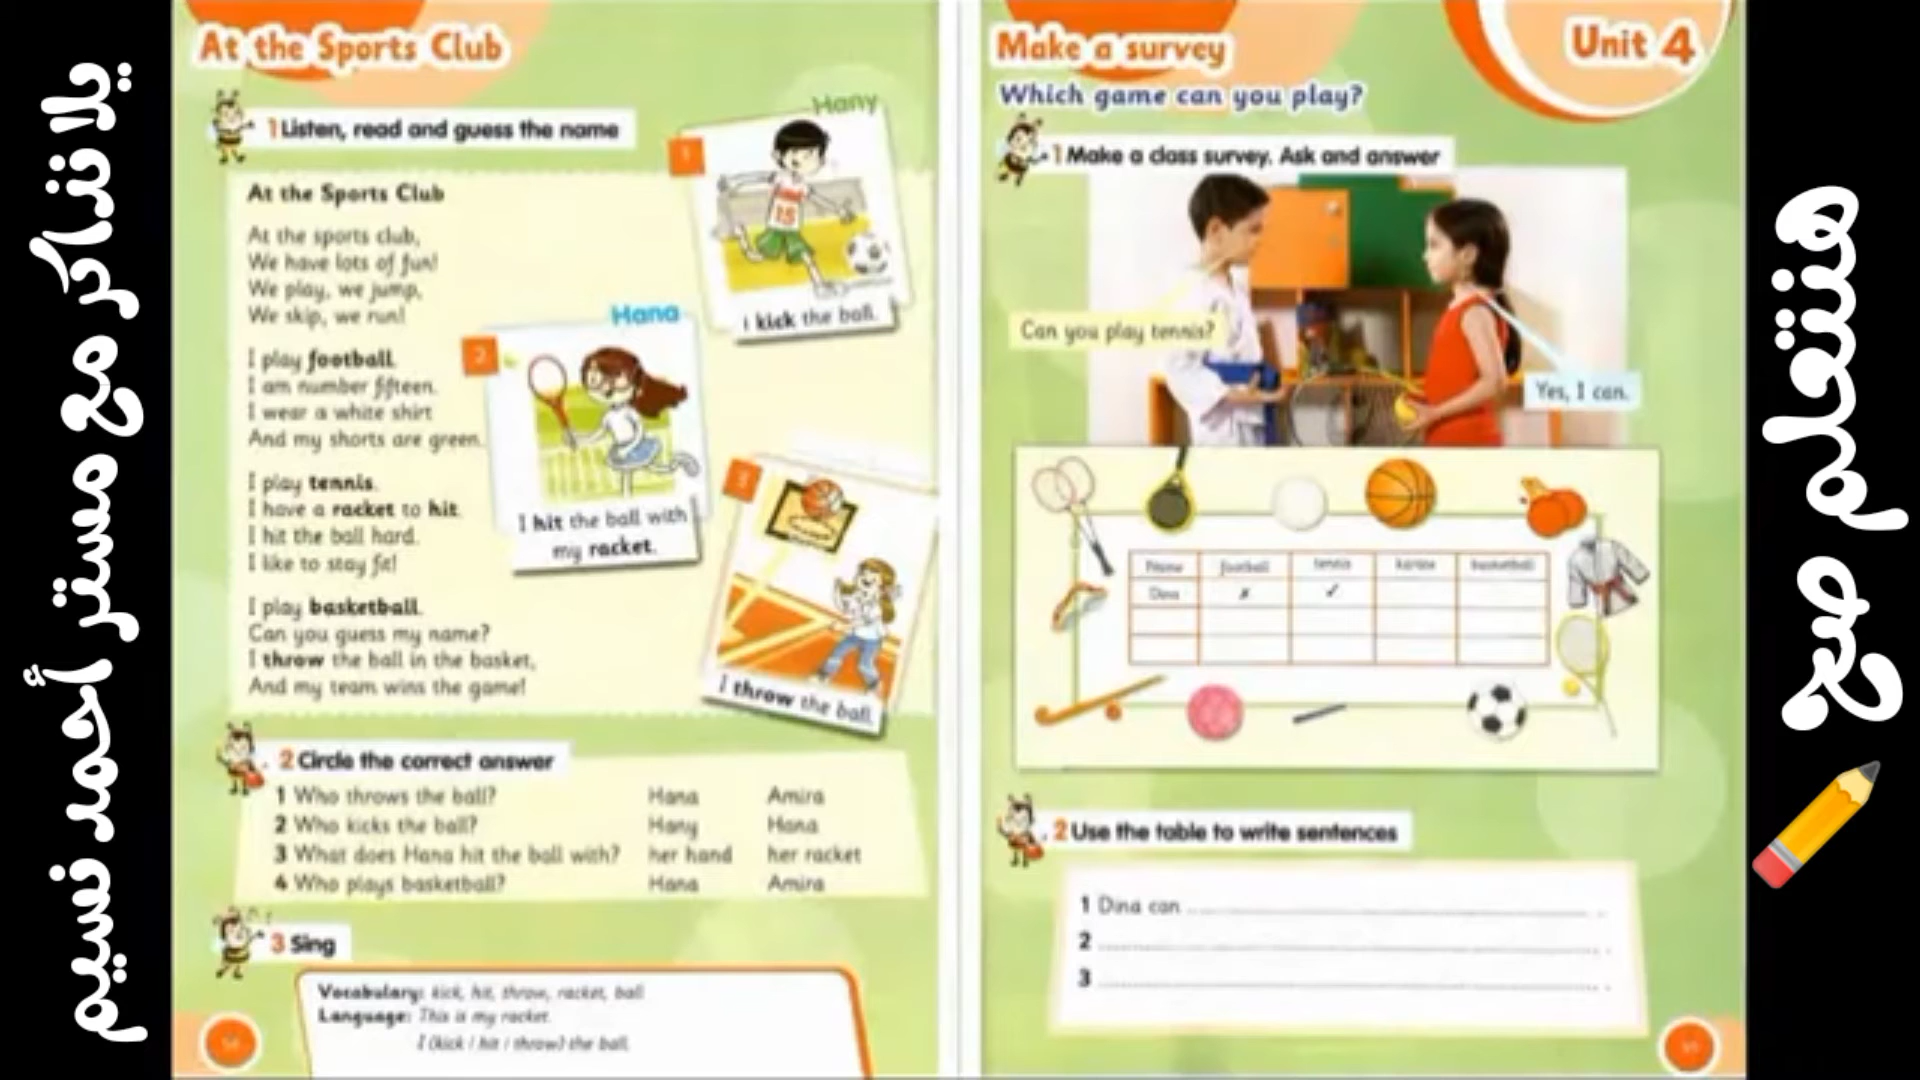 يلا نذاكر مع مستر أحمد نسيم
At the Sports Club
1 Listen, read and guess the name
At the Sports Club
At the sports club,
We have lots of fun!
We play, we jump,
We skip, we run!
I play football.
I am number fifteen.
I wear a white shirt
And my shorts are green.
I play tennis.
I have a racket to hit.
I hit the ball hard.
I like to stay fit!
I play basketball.
Can you guess my name?
I throw the ball in the basket,
And my team wins the game!
Hany
1
15
I kick the ball.
Hana
2
I hit the ball with
my racket.
3
I throw the ball.
2 Circle the correct answer
1 Who throws the ball? Hana Amira
2 Who kicks the ball? Hany Hana
3 What does Hana hit the ball with? her hand her racket
4 Who plays basketball? Hana Amira
3 Sing
Vocabulary: kick, hit, throw, racket, ball
Language: This is my racket.
I (kick / hit / throw) the ball.
Make a survey
Unit 4
Which game can you play?
1 Make a class survey. Ask and answer
Can you play tennis?
Yes, I can.
Name football tennis karate basketball
Dina ✗ ✓
2 Use the table to write sentences
1 Dina can
2
3
هنتعلم صح